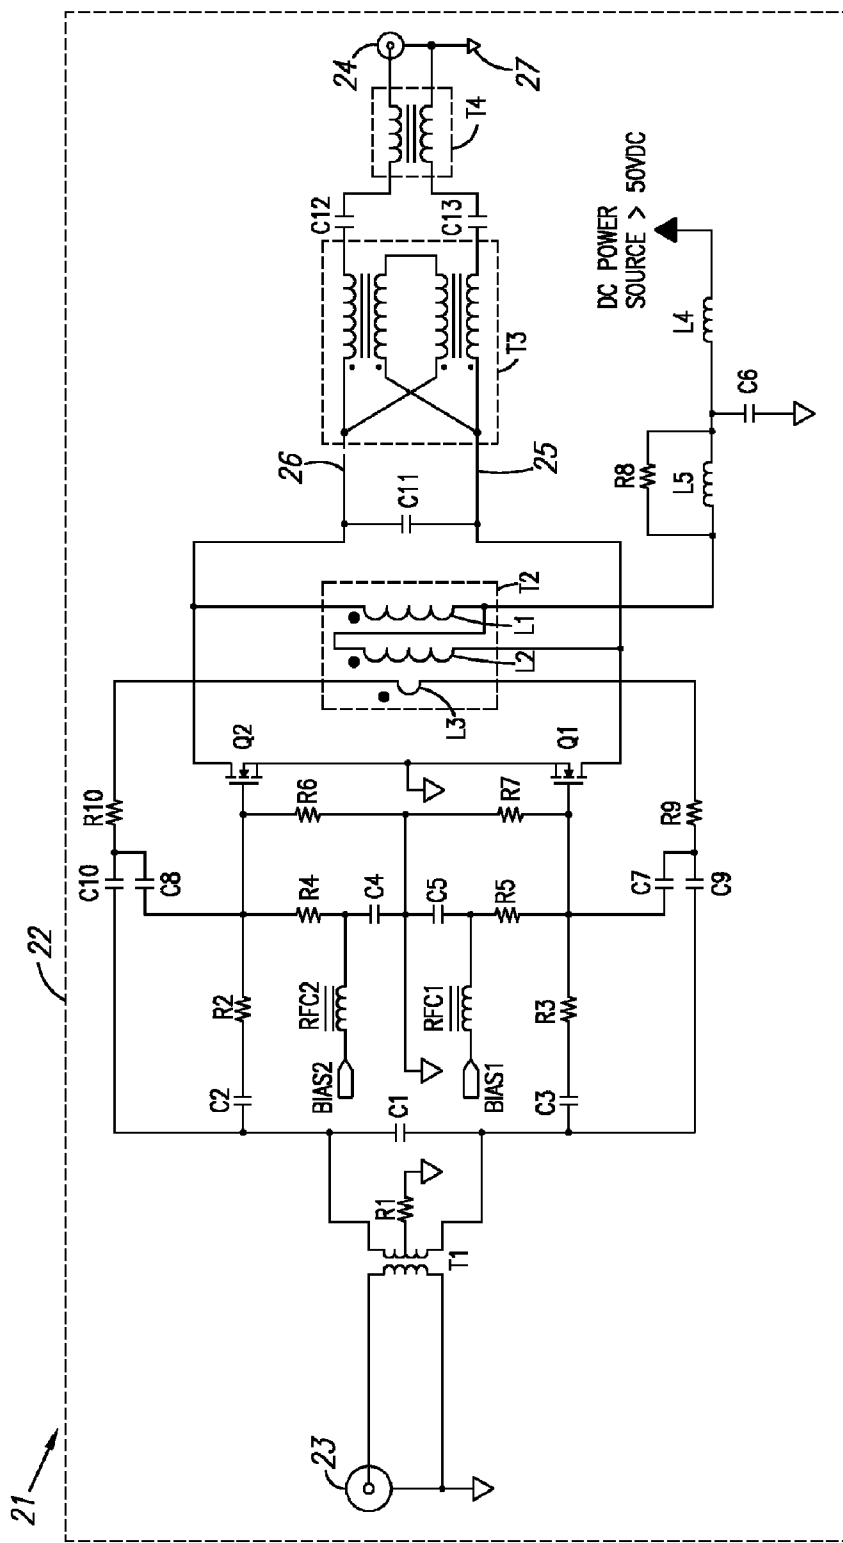 21
22
23
T1
R1
C1
C2
R2
C3
R3
BIAS2
RFC2
BIAS1
RFC1
R4
C4
C5
R5
C10
C8
R10
C7
C9
R9
R6
R7
Q2
Q1
L3
L2
L1
T2
C11
26
25
T3
C12
C13
T4
24
27
R8
L5
C6
L4
DC POWER
SOURCE > 50VDC